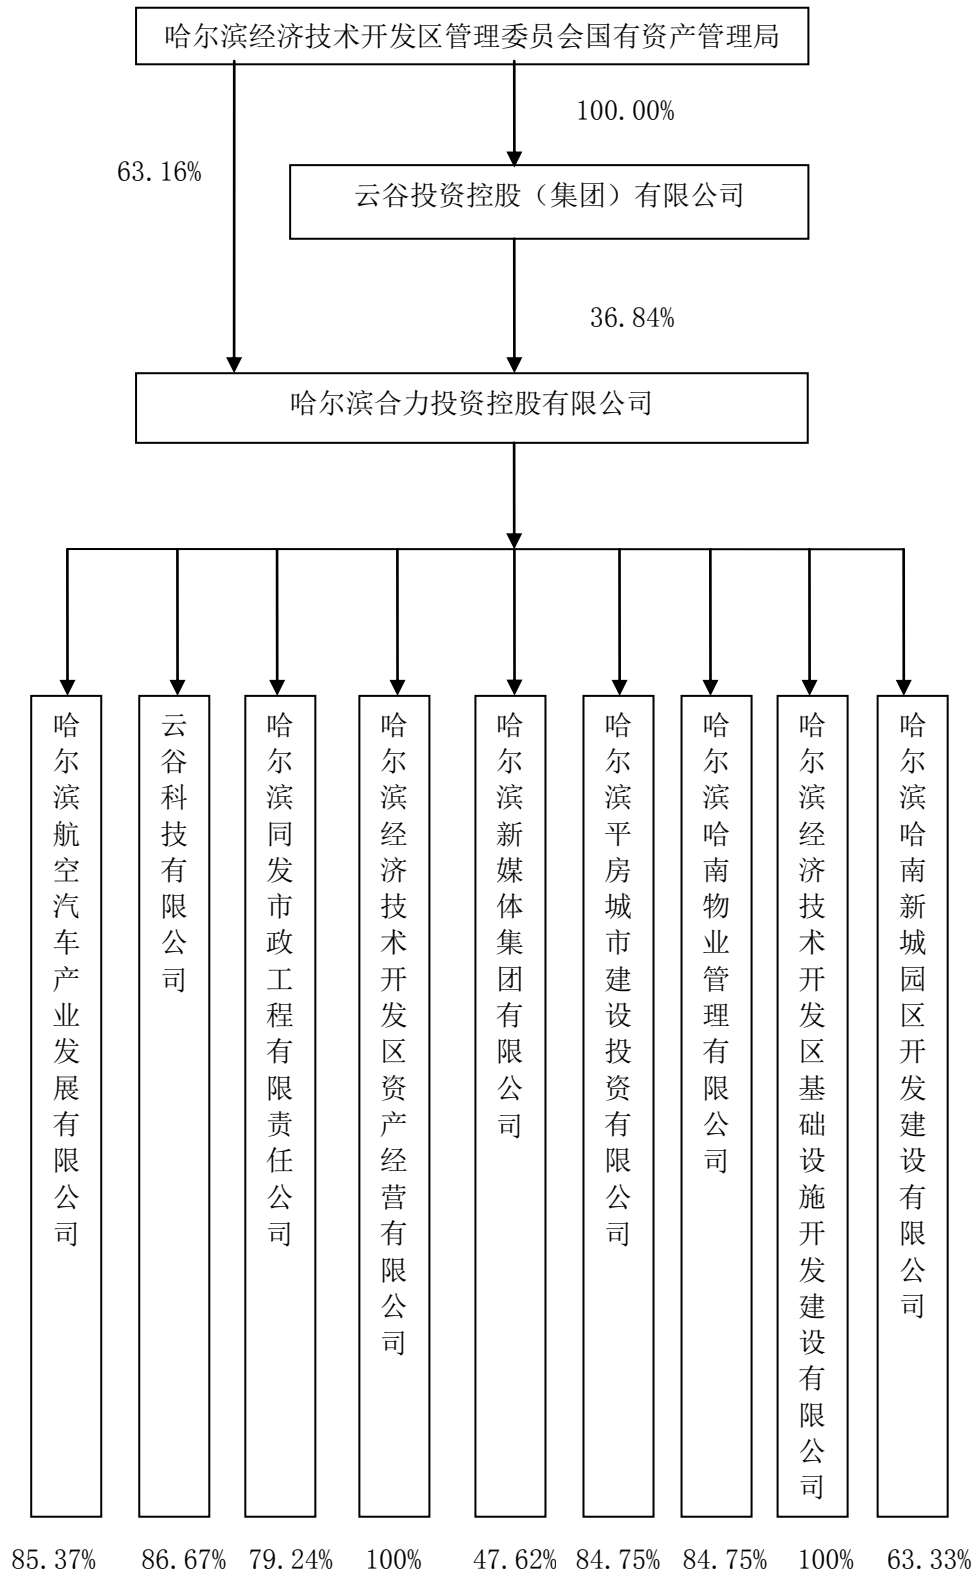 哈尔滨经济技术开发区管理委员会国有资产管理局
100.00%
63.16%
云谷投资控股（集团）有限公司
36.84%
哈尔滨合力投资控股有限公司
哈尔滨航空汽车产业发展有限公司
云谷科技有限公司
哈尔滨同发市政工程有限责任公司
哈尔滨经济技术开发区资产经营有限公司
哈尔滨新媒体集团有限公司
哈尔滨平房城市建设投资有限公司
哈尔滨哈南物业管理有限公司
哈尔滨经济技术开发区基础设施开发建设有限公司
哈尔滨哈南新城园区开发建设有限公司
85.37% 86.67% 79.24% 100% 47.62% 84.75% 84.75% 100% 63.33%